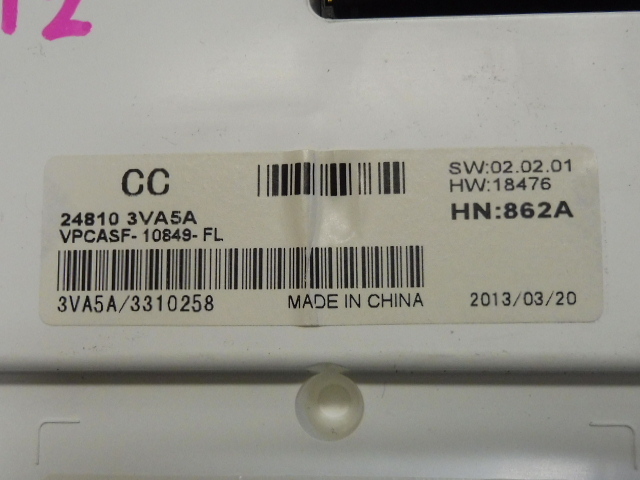 12
CC
SW:02.02.01
HW:18476
24810 3VA5A
HN:862A
VPCASF-10849-FL
3VA5A/3310258
MADE IN CHINA
2013/03/20